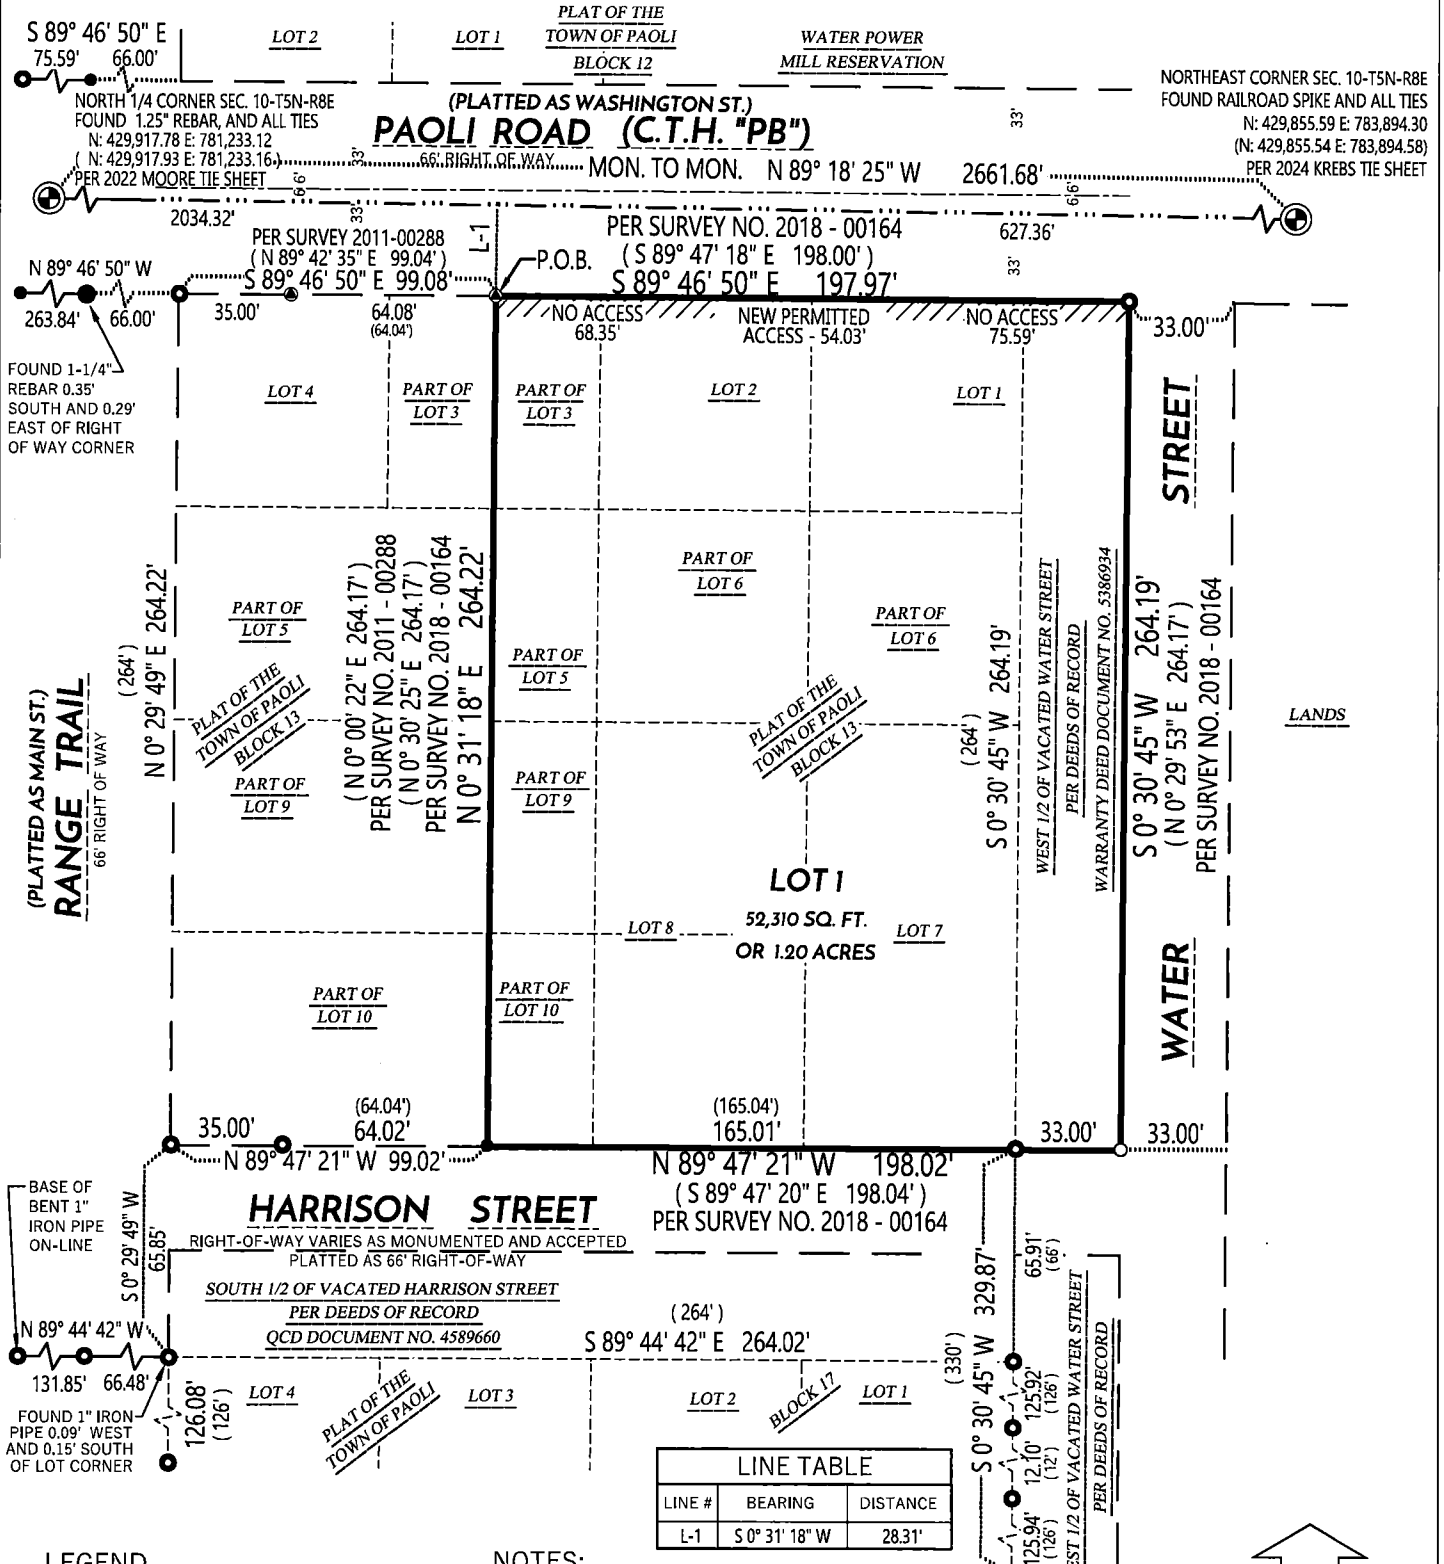 S 89° 46' 50" E
75.59' 66.00'
LOT 2
LOT 1
PLAT OF THE
TOWN OF PAOLI
BLOCK 12
WATER POWER
MILL RESERVATION
NORTH 1/4 CORNER SEC. 10-T5N-R8E
FOUND 1.25" REBAR, AND ALL TIES
N: 429,917.78 E: 781,233.12
( N: 429,917.93 E: 781,233.16 )
PER 2022 MOORE TIE SHEET
(PLATTED AS WASHINGTON ST.)
PAOLI ROAD (C.T.H. "PB")
66' RIGHT OF WAY
33'
33'
NORTHEAST CORNER SEC. 10-T5N-R8E
FOUND RAILROAD SPIKE AND ALL TIES
N: 429,855.59 E: 783,894.30
(N: 429,855.54 E: 783,894.58)
PER 2024 KREBS TIE SHEET
MON. TO MON. N 89° 18' 25" W 2661.68'
66'
66'
2034.32'
33'
627.36'
33'
PER SURVEY 2011-00288
( N 89° 42' 35" E 99.04' )
S 89° 46' 50" E 99.08'
L-1
P.O.B.
PER SURVEY NO. 2018 - 00164
( S 89° 47' 18" E 198.00' )
S 89° 46' 50" E 197.97'
N 89° 46' 50" W
263.84' 66.00'
35.00'
64.08'
(64.04')
NO ACCESS
68.35'
NEW PERMITTED
ACCESS - 54.03'
NO ACCESS
75.59'
33.00'
FOUND 1-1/4"
REBAR 0.35'
SOUTH AND 0.29'
EAST OF RIGHT
OF WAY CORNER
LOT 4
PART OF
LOT 3
PART OF
LOT 3
LOT 2
LOT 1
WATER STREET
(PLATTED AS MAIN ST.)
RANGE TRAIL
66' RIGHT OF WAY
(264')
N 0° 29' 49" E 264.22'
PART OF
LOT 5
PLAT OF THE
TOWN OF PAOLI
BLOCK 13
PART OF
LOT 9
( N 0° 00' 22" E 264.17' )
PER SURVEY NO. 2011 - 00288
( N 0° 30' 25" E 264.17' )
PER SURVEY NO. 2018 - 00164
N 0° 31' 18" E 264.22'
PART OF
LOT 6
PART OF
LOT 6
PART OF
LOT 5
PLAT OF THE
TOWN OF PAOLI
BLOCK 13
PART OF
LOT 9
(264')
S 0° 30' 45" W 264.19'
WEST 1/2 OF VACATED WATER STREET
PER DEEDS OF RECORD
WARRANTY DEED DOCUMENT NO. 5386934
S 0° 30' 45" W 264.19'
( N 0° 29' 53" E 264.17' )
PER SURVEY NO. 2018 - 00164
LANDS
LOT 1
52,310 SQ. FT.
OR 1.20 ACRES
LOT 8
LOT 7
PART OF
LOT 10
PART OF
LOT 10
35.00'
(64.04')
64.02'
(165.04')
165.01'
33.00'
33.00'
N 89° 47' 21" W 99.02'
N 89° 47' 21" W 198.02'
( S 89° 47' 20" E 198.04' )
PER SURVEY NO. 2018 - 00164
BASE OF
BENT 1"
IRON PIPE
ON-LINE
S 0° 29' 49" W
65.85'
HARRISON STREET
RIGHT-OF-WAY VARIES AS MONUMENTED AND ACCEPTED
PLATTED AS 66' RIGHT-OF-WAY
SOUTH 1/2 OF VACATED HARRISON STREET
PER DEEDS OF RECORD
QCD DOCUMENT NO. 4589660
( 264' )
S 89° 44' 42" E 264.02'
N 89° 44' 42" W
131.85' 66.48'
FOUND 1" IRON
PIPE 0.09' WEST
AND 0.15' SOUTH
OF LOT CORNER
126.08'
(126')
LOT 4
PLAT OF THE
TOWN OF PAOLI
LOT 3
LOT 2
BLOCK 17
LOT 1
(330')
S 0° 30' 45" W 329.87'
65.91'
(66')
125.92'
(126')
12.10'
(12')
125.94'
(126')
EST 1/2 OF VACATED WATER STREET
PER DEEDS OF RECORD
LINE TABLE
LINE # BEARING DISTANCE
L-1 S 0° 31' 18" W 28.31'
LEGEND
NOTES: